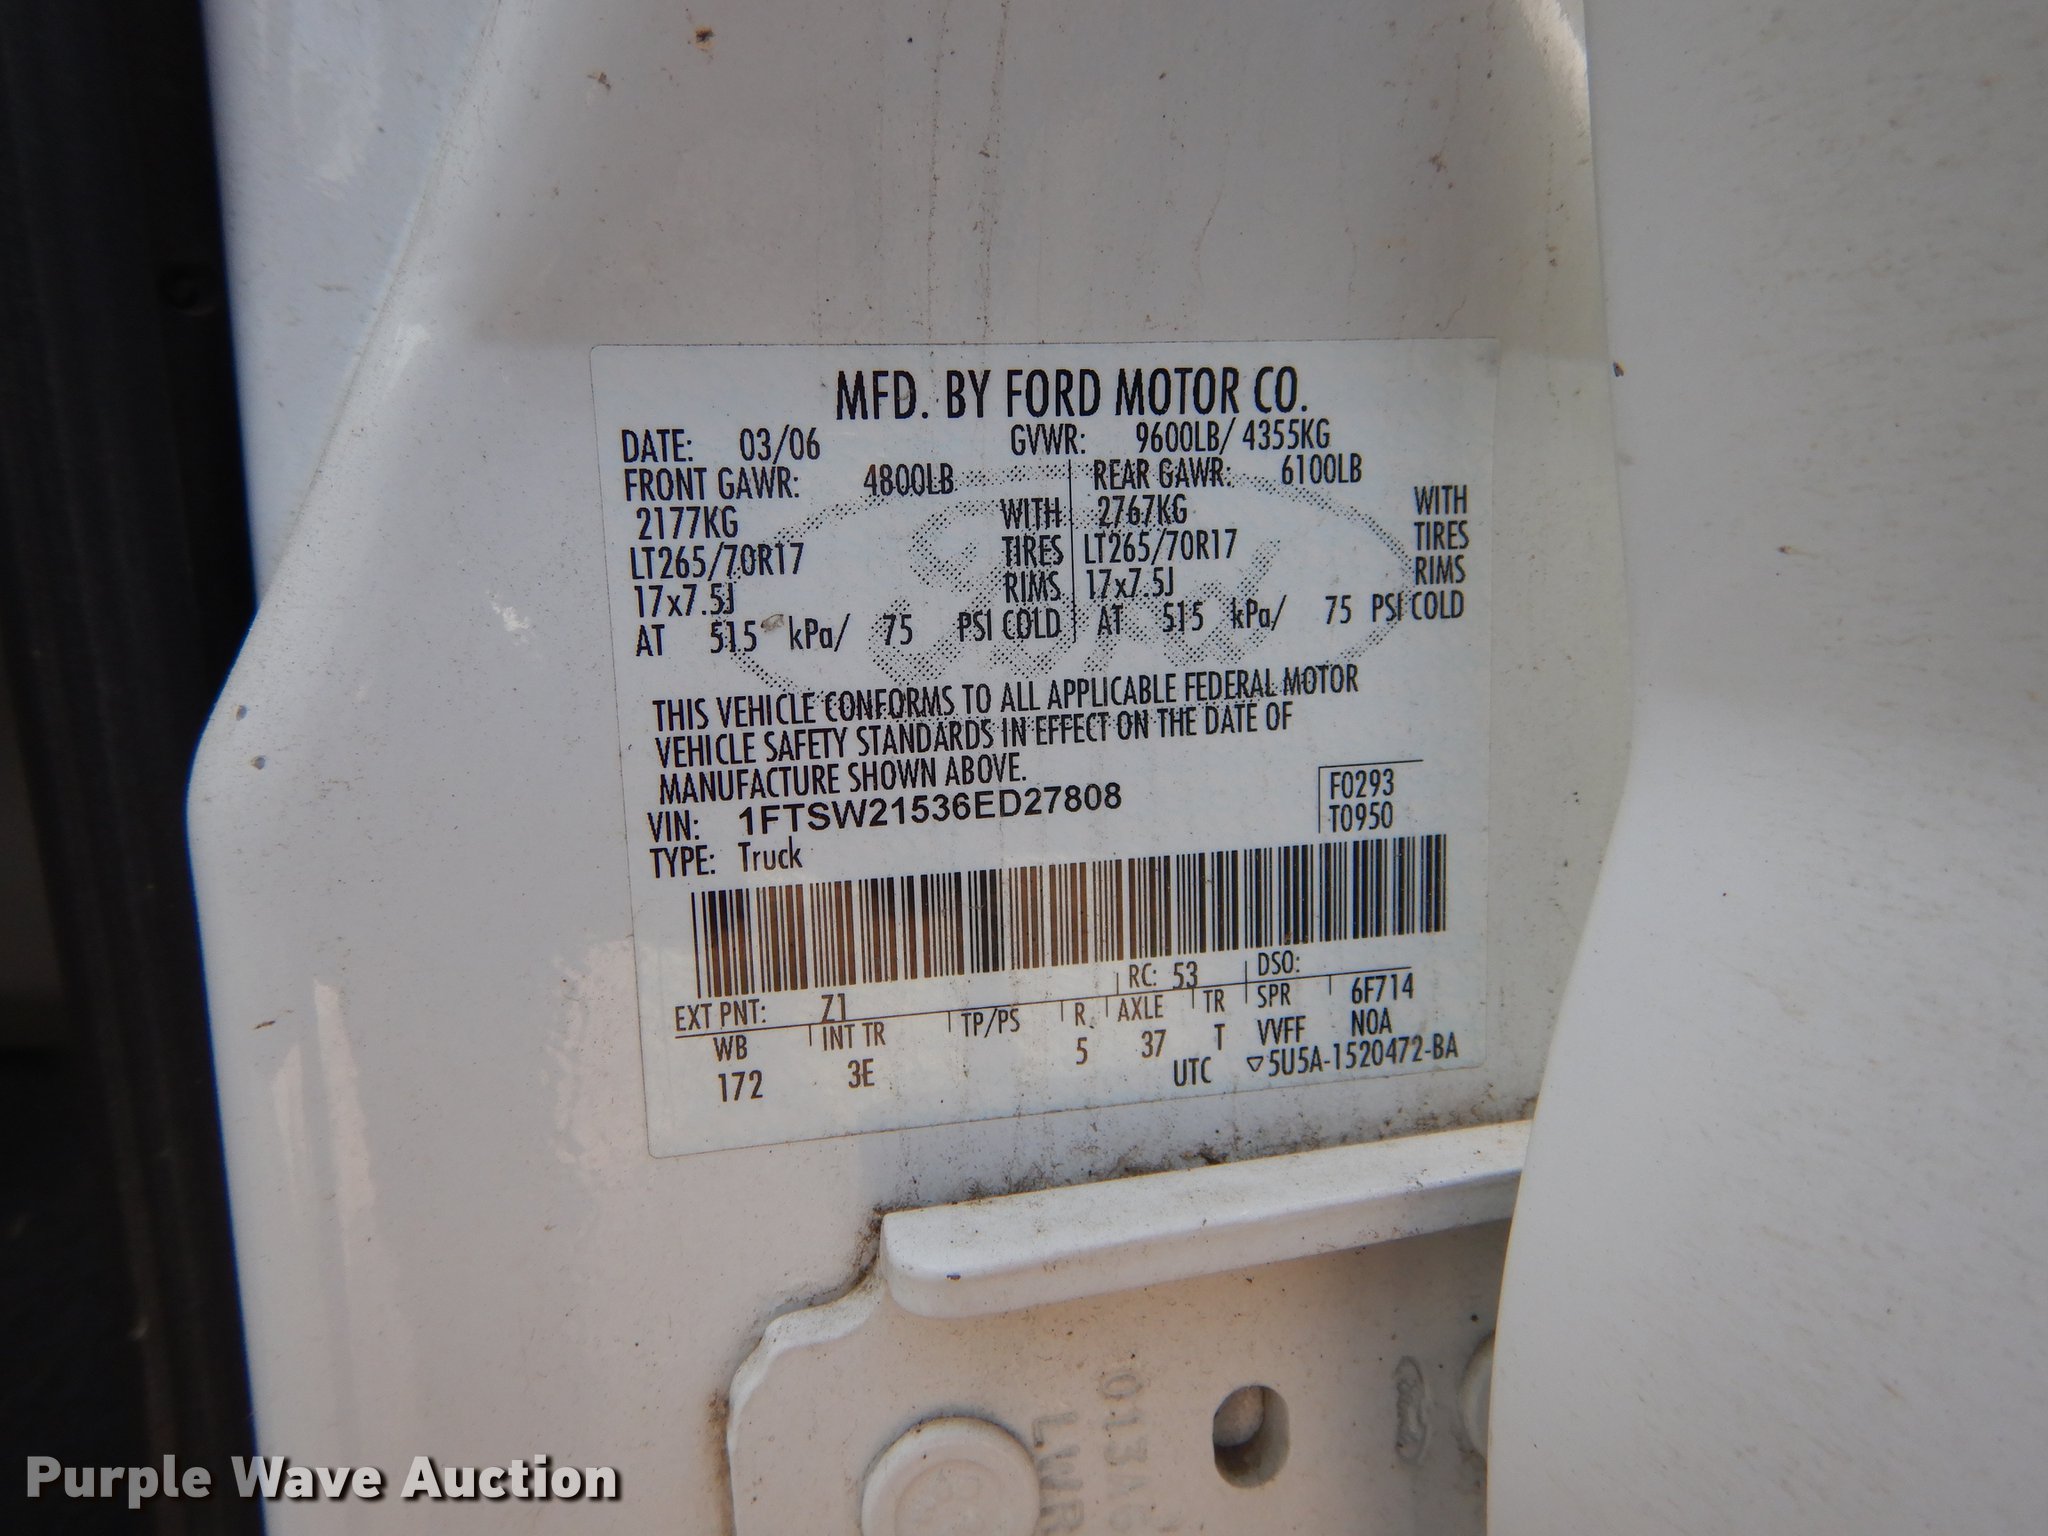 MFD. BY FORD MOTOR CO.
DATE: 03/06 GVWR: 9600LB/ 4355KG
FRONT GAWR: 4800LB REAR GAWR: 6100LB
2177KG WITH 2767KG WITH
LT265/70R17 TIRES LT265/70R17 TIRES
17x7.5J RIMS 17x7.5J RIMS
AT 515 kPa/ 75 PSI COLD AT 515 kPa/ 75 PSI COLD
THIS VEHICLE CONFORMS TO ALL APPLICABLE FEDERAL MOTOR
VEHICLE SAFETY STANDARDS IN EFFECT ON THE DATE OF
MANUFACTURE SHOWN ABOVE.
VIN: 1FTSW21536ED27808 F0293
TYPE: Truck T0950
EXT PNT: Z1 RC: 53 DSO:
WB INT TR TP/PS R. AXLE TR SPR 6F714
172 3E 5 37 T VVFF NOA
UTC ▽5U5A-1520472-BA
LWR
Purple Wave Auction